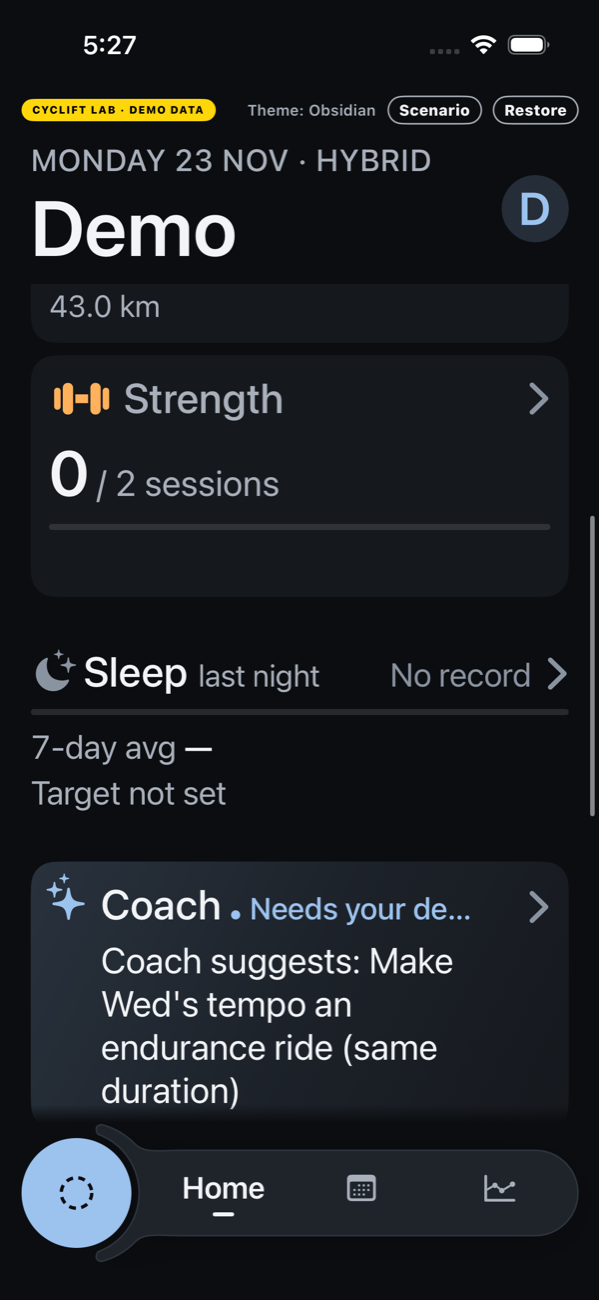 5:27
CYCLIFT LAB · DEMO DATA
Theme: Obsidian
Scenario
Restore
MONDAY 23 NOV · HYBRID
Demo
D
43.0 km
Strength
0 / 2 sessions
Sleep last night
No record
7-day avg —
Target not set
Coach • Needs your de...
Coach suggests: Make
Wed's tempo an
endurance ride (same
duration)
Home